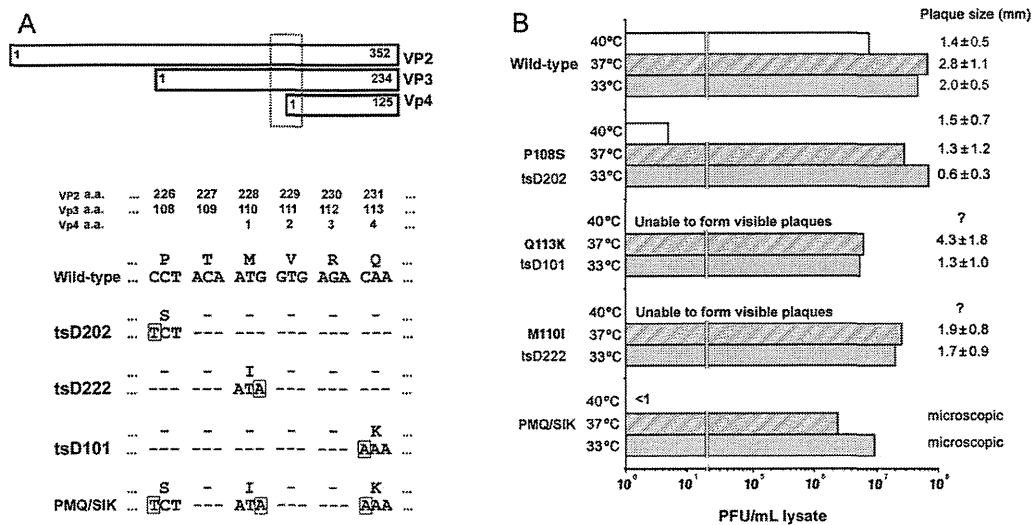 A
1 352 VP2
1 234 VP3
1 125 Vp4
VP2 a.a. ... 226 227 228 229 230 231 ...
Vp3 a.a. ... 108 109 110 111 112 113 ...
Vp4 a.a. 1 2 3 4 ...
P T M V R Q
Wild-type ... CCT ACA ATG GTG AGA CAA ...
... S - - - - - ...
tsD202
... TCT --- --- --- --- --- ...
... - - I - - - ...
tsD222
... --- --- ATA --- --- --- ...
... - - - - - K ...
tsD101
... --- --- --- --- --- AAA ...
... S - I - - K ...
PMQ/SIK
... TCT --- ATA --- --- AAA ...
B
Plaque size (mm)
40°C 1.4±0.5
Wild-type 37°C 2.8±1.1
33°C 2.0±0.5
40°C 1.5±0.7
P108S 37°C 1.3±1.2
tsD202 33°C 0.6±0.3
40°C Unable to form visible plaques ?
Q113K 37°C 4.3±1.8
tsD101 33°C 1.3±1.0
40°C Unable to form visible plaques ?
M110I 37°C 1.9±0.8
tsD222 33°C 1.7±0.9
40°C <1
PMQ/SIK 37°C microscopic
33°C microscopic
10⁰ 10¹ 10⁶ 10⁷ 10⁸
PFU/mL lysate